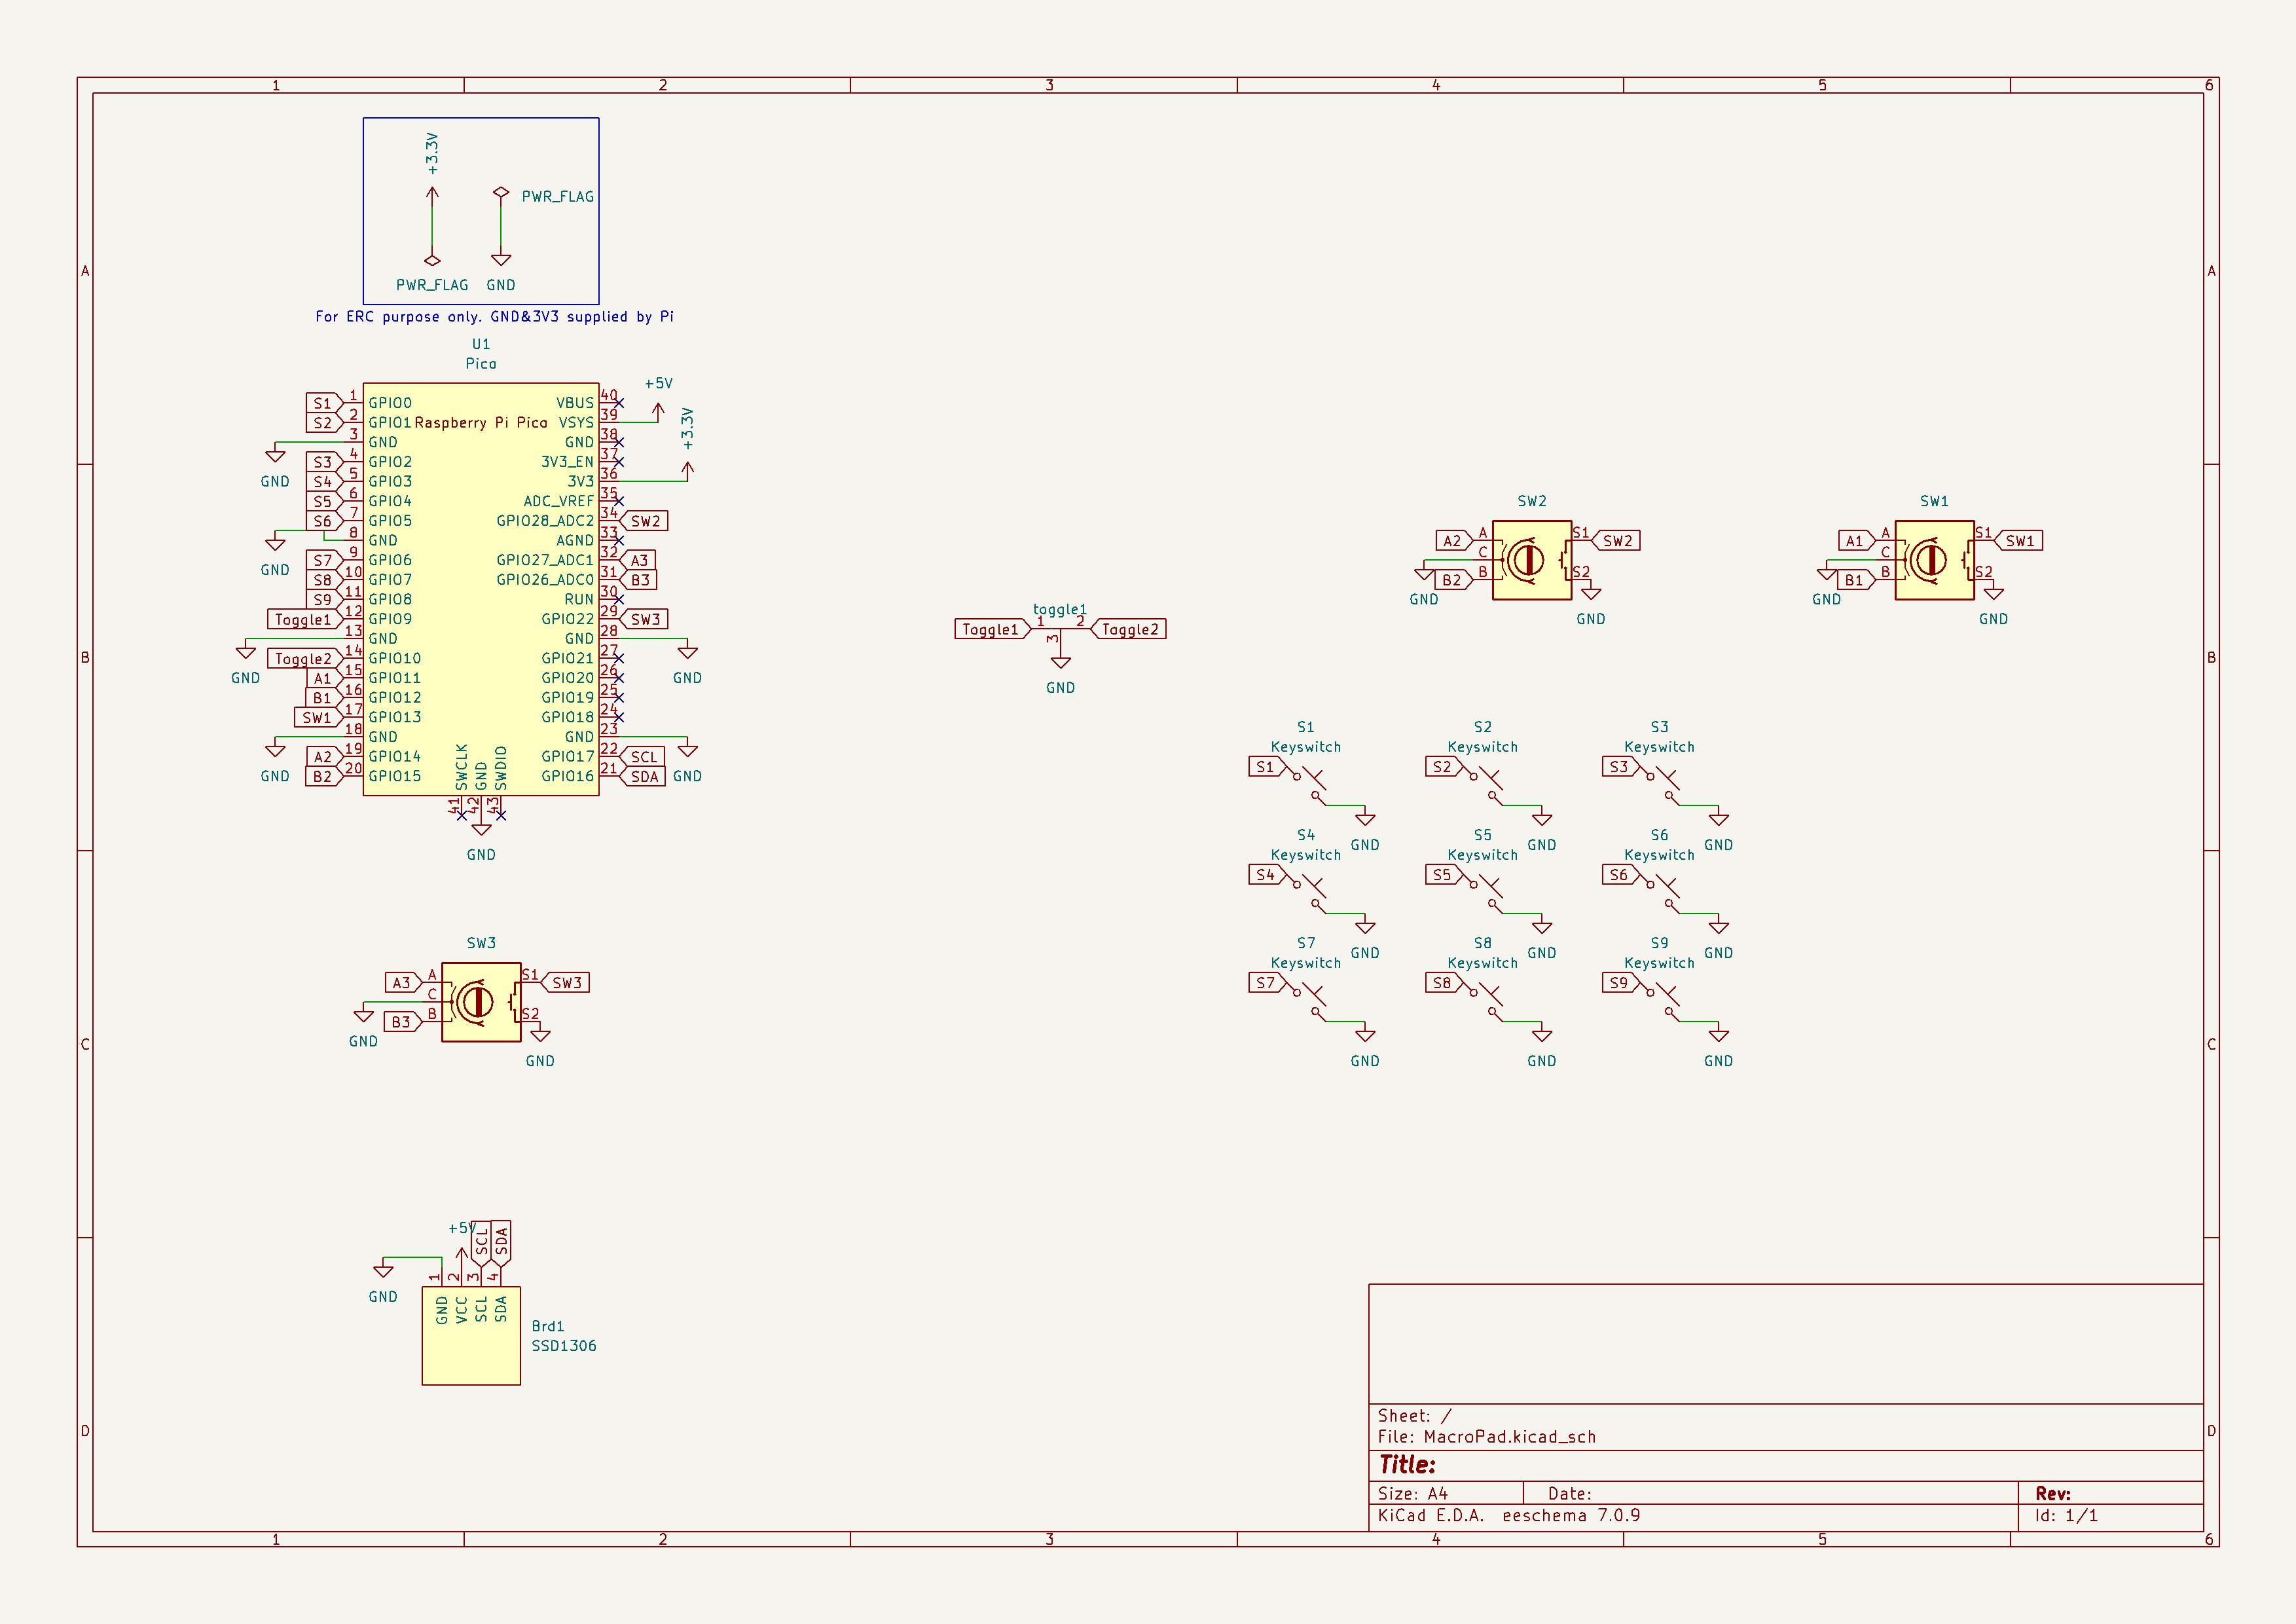 1 2 3 4 5 6
A A
B B
C C
D D
+3.3V
PWR_FLAG
PWR_FLAG GND
For ERC purpose only. GND&3V3 supplied by Pi
U1
Pico
Raspberry Pi Pico
S1 1 GPIO0
S2 2 GPIO1
GND 3 GND
S3 4 GPIO2
S4 5 GPIO3
S5 6 GPIO4
S6 7 GPIO5
GND 8 GND
S7 9 GPIO6
S8 10 GPIO7
S9 11 GPIO8
Toggle1 12 GPIO9
GND 13 GND
Toggle2 14 GPIO10
A1 15 GPIO11
B1 16 GPIO12
SW1 17 GPIO13
GND 18 GND
A2 19 GPIO14
B2 20 GPIO15
VBUS 40
VSYS 39 +5V
GND 38
3V3_EN 37
3V3 36 +3.3V
ADC_VREF 35
GPIO28_ADC2 34 SW2
AGND 33
GPIO27_ADC1 32 A3
GPIO26_ADC0 31 B3
RUN 30
GPIO22 29 SW3
GND 28 GND
GPIO21 27
GPIO20 26
GPIO19 25
GPIO18 24
GND 23 GND
GPIO17 22 SCL
GPIO16 21 SDA
SWCLK GND SWDIO
41 42 43
GND
toggle1
Toggle1 1 2 Toggle2
3
GND
SW2
A2 A S1 SW2
C
B2 B S2
GND
GND
SW1
A1 A S1 SW1
C
B1 B S2
GND
GND
S1 S2 S3
Keyswitch Keyswitch Keyswitch
S1 S2 S3
GND GND GND
S4 S5 S6
Keyswitch Keyswitch Keyswitch
S4 S5 S6
GND GND GND
S7 S8 S9
Keyswitch Keyswitch Keyswitch
S7 S8 S9
GND GND GND
SW3
A3 A S1 SW3
C
B3 B S2
GND
GND
+5V SCL SDA
GND
1 2 3 4
GND VCC SCL SDA
Brd1
SSD1306
Sheet: /
File: MacroPad.kicad_sch
Title:
Size: A4 Date: Rev:
KiCad E.D.A. eeschema 7.0.9 Id: 1/1
1 2 3 4 5 6